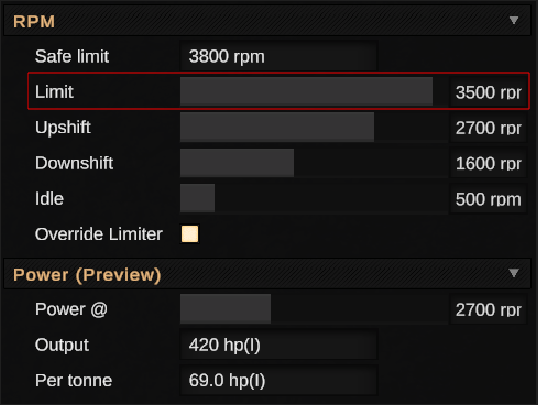 RPM
Safe limit 3800 rpm
Limit 3500 rpr
Upshift 2700 rpr
Downshift 1600 rpr
Idle 500 rpm
Override Limiter
Power (Preview)
Power @ 2700 rpr
Output 420 hp(I)
Per tonne 69.0 hp(I)